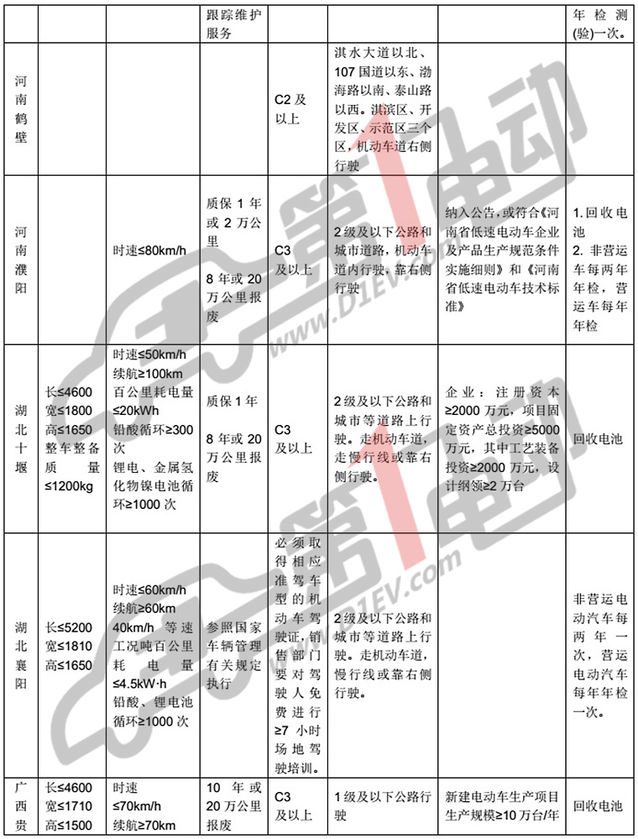 跟踪维护
服务
年检测
(验)一次。
河
南
鹤
壁
C2 及
以上
淇水大道以北、
107 国道以东、渤
海路以南、泰山路
以西。淇滨区、开
发区、示范区三个
区,机动车道右侧
行驶
河
南
濮
阳
时速≤80km/h
质保 1 年
或 2 万公
里
8 年或 20
万公里报
废
C3
及以上
2 级及以下公路和
城市道路,机动车
道内行驶,靠右侧
行驶
纳入公告,或符合《河
南省低速电动车企业
及产品生产规范条件
实施细则》和《河南
省低速电动车技术标
准》
1.回收电
池
2. 非营运
车每两年
年检,营
运车每年
年检
湖
北
十
堰
长≤4600
宽≤1800
高≤1650
整车整备
质量
≤1200kg
时速≤50km/h
续航≥100km
百公里耗电量
≤20kWh
铅酸循环≥300
次
锂电、金属氢
化物镍电池循
环≥1000 次
质保 1 年
8 年或 20
万公里报
废
C3
及以上
2级及以下公路和
城市等道路上行
驶。走机动车道,
走慢行线或靠右
侧行驶。
企业:注册资本
≥2000 万元,项目固
定资产总投资≥5000
万元,其中工艺装备
投资≥2000 万元,设
计纲领≥2 万台
回收电池
湖
北
襄
阳
长≤5200
宽≤1810
高≤1650
时速≤60km/h
续航≥60km
40km/h 等速
工况吨百公里
耗电量
≤4.5kW·h
铅酸、锂电池
循环≥1000 次
参照国家
车辆管理
有关规定
执行
必须取
得相应
准驾车
型的机
动车驾
驶证,销
售部门
要对驾
驶人免
费进行
≥7 小时
场地驾
驶培训。
2 级及以下公路和
城市等道路上行
驶。走机动车道,
慢行线或靠右侧
行驶。
非营运电
动汽车每
两年一
次,营运
电动汽车
每年年检
一次。
广
西
贵
长≤4600
宽≤1710
高≤1500
时速
≤70km/h
续航≥70km
10 年或
20 万公里
报废
C3
及以上
1 级及以下公路行
驶
新建电动车生产项目
生产规模≥10 万台/年
回收电池
第1电动
www.D1EV.com
第1电动
www.D1EV.com